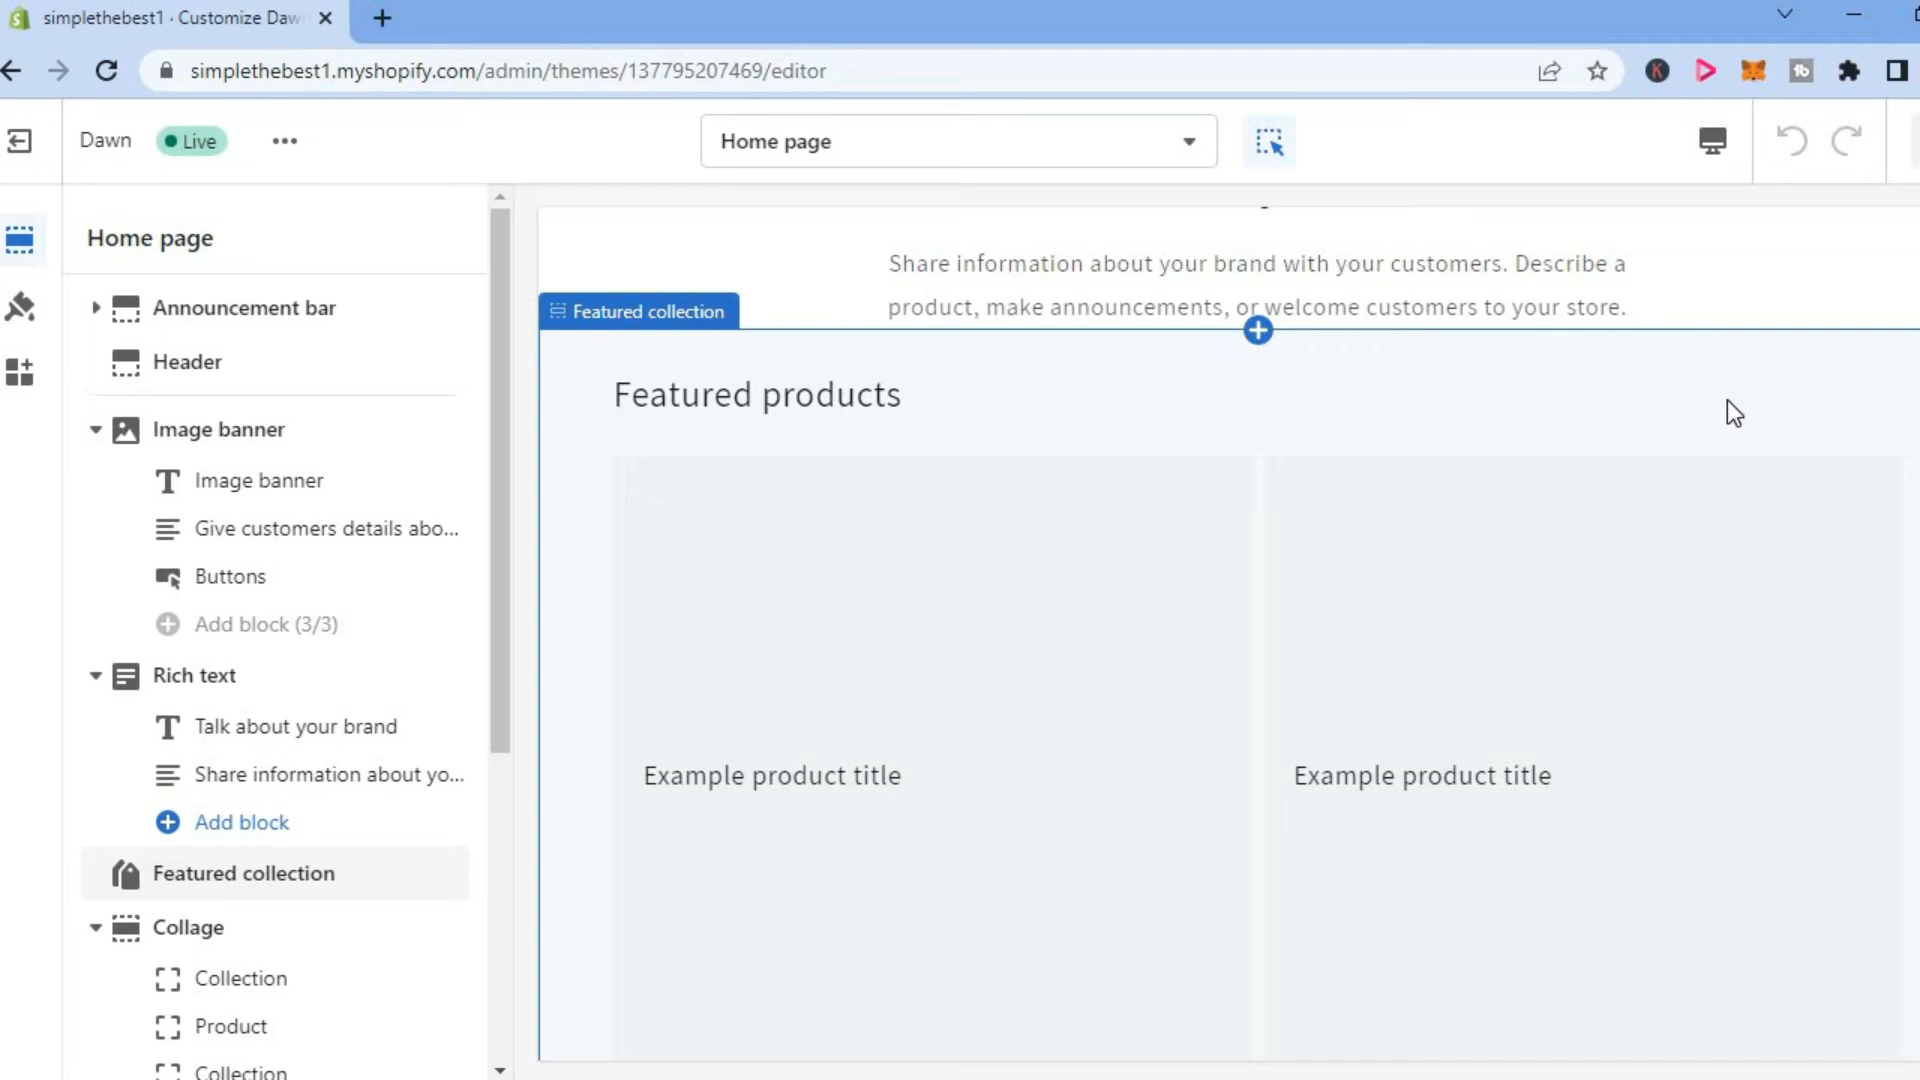 simplethebest1 · Customize Daw
simplethebest1.myshopify.com/admin/themes/137795207469/editor
Dawn
Live
Home page
Home page
Announcement bar
Header
Image banner
Image banner
Give customers details abo...
Buttons
Add block (3/3)
Rich text
Talk about your brand
Share information about yo...
Add block
Featured collection
Collage
Collection
Product
Collection
Share information about your brand with your customers. Describe a
product, make announcements, or welcome customers to your store.
Featured collection
Featured products
Example product title
Example product title